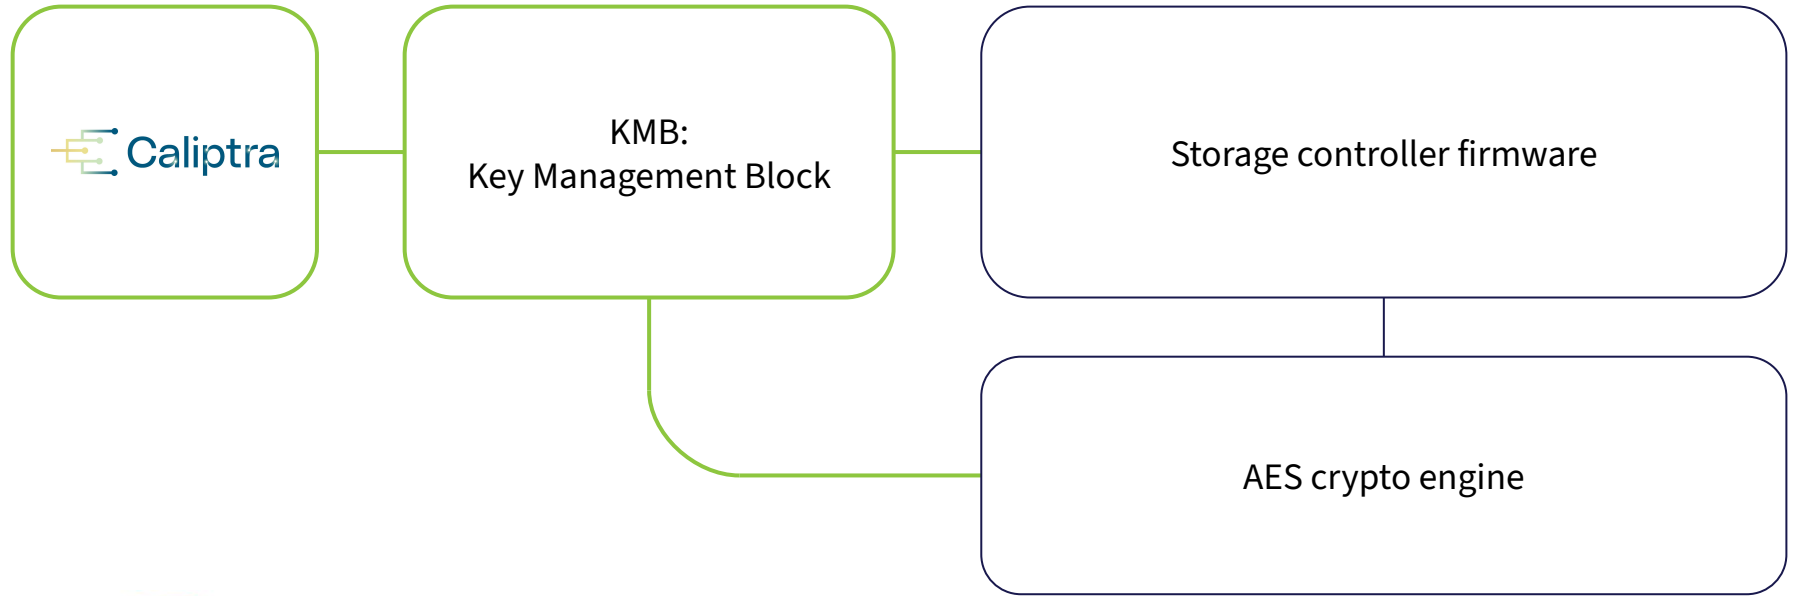 Caliptra
KMB:
Key Management Block
Storage controller firmware
AES crypto engine